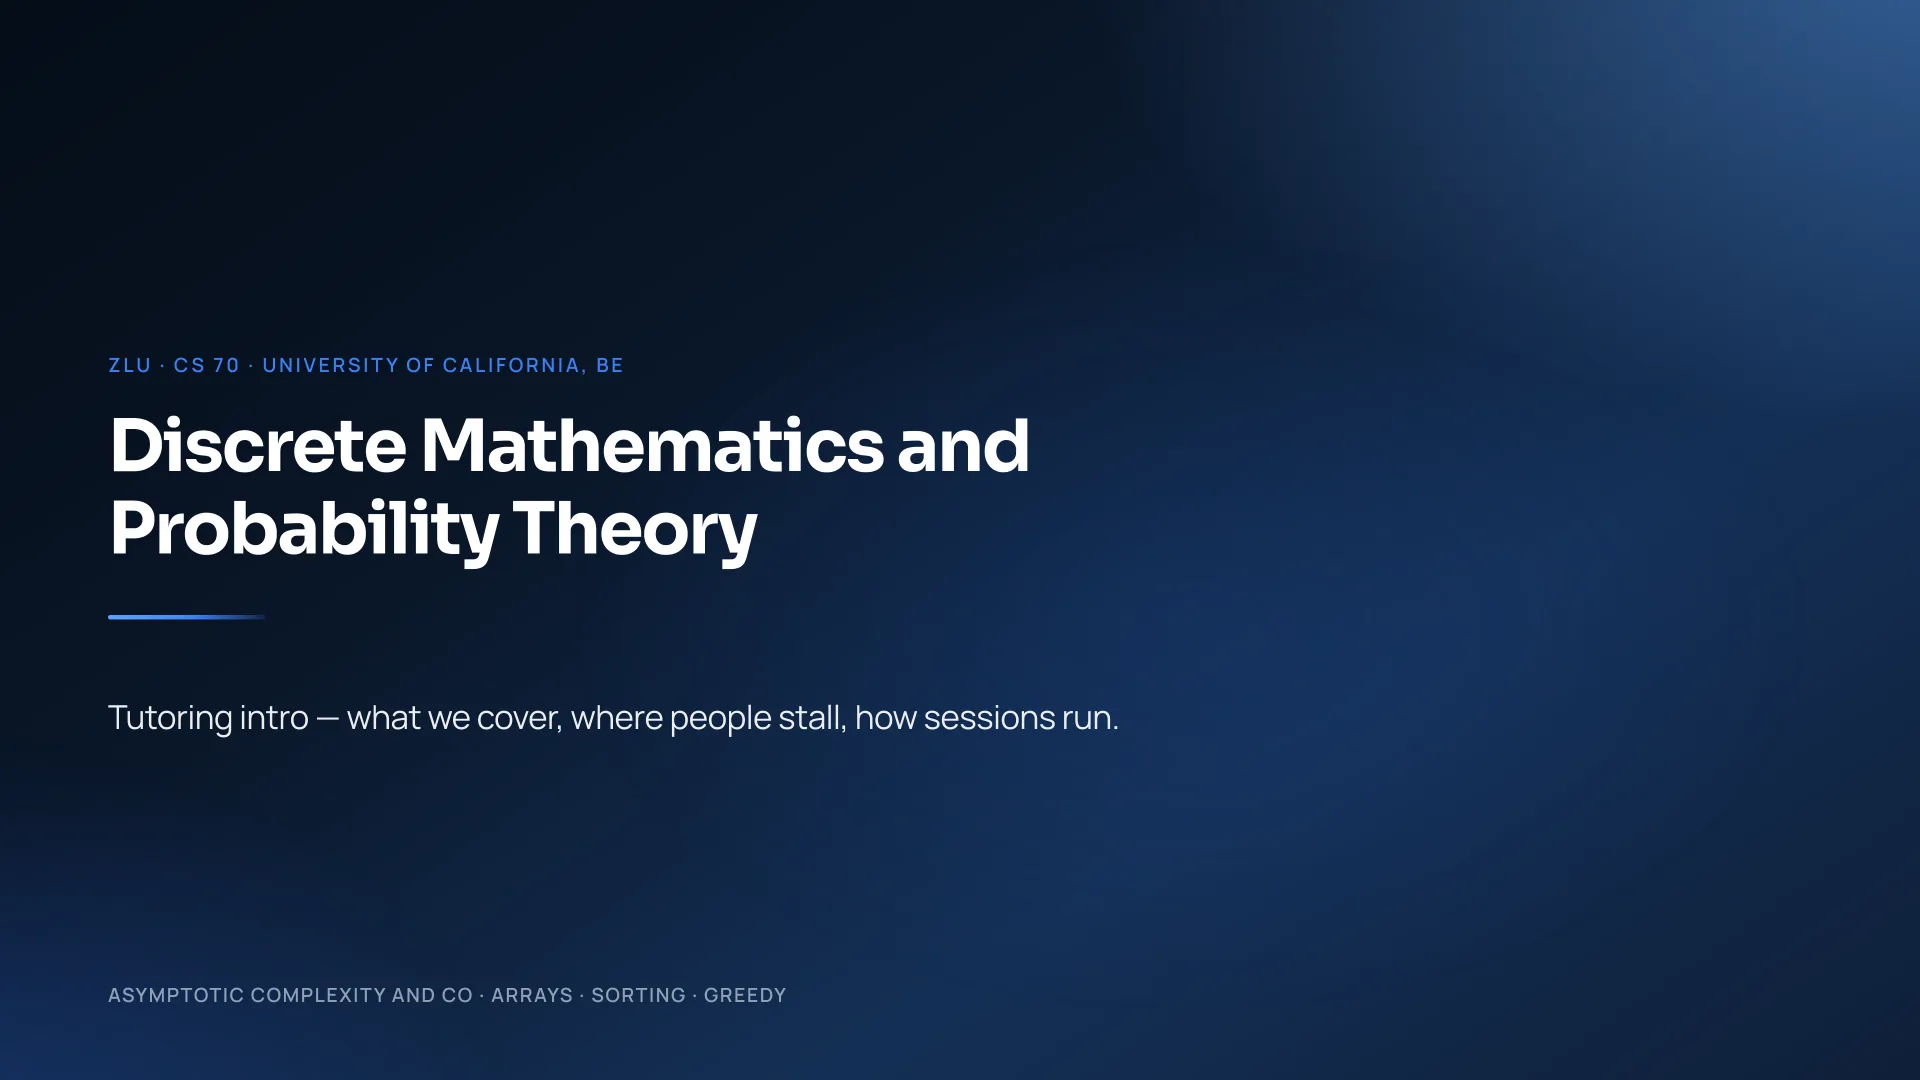 ZLU · CS 70 · UNIVERSITY OF CALIFORNIA, BE
Discrete Mathematics and
Probability Theory
Tutoring intro — what we cover, where people stall, how sessions run.
ASYMPTOTIC COMPLEXITY AND CO · ARRAYS · SORTING · GREEDY